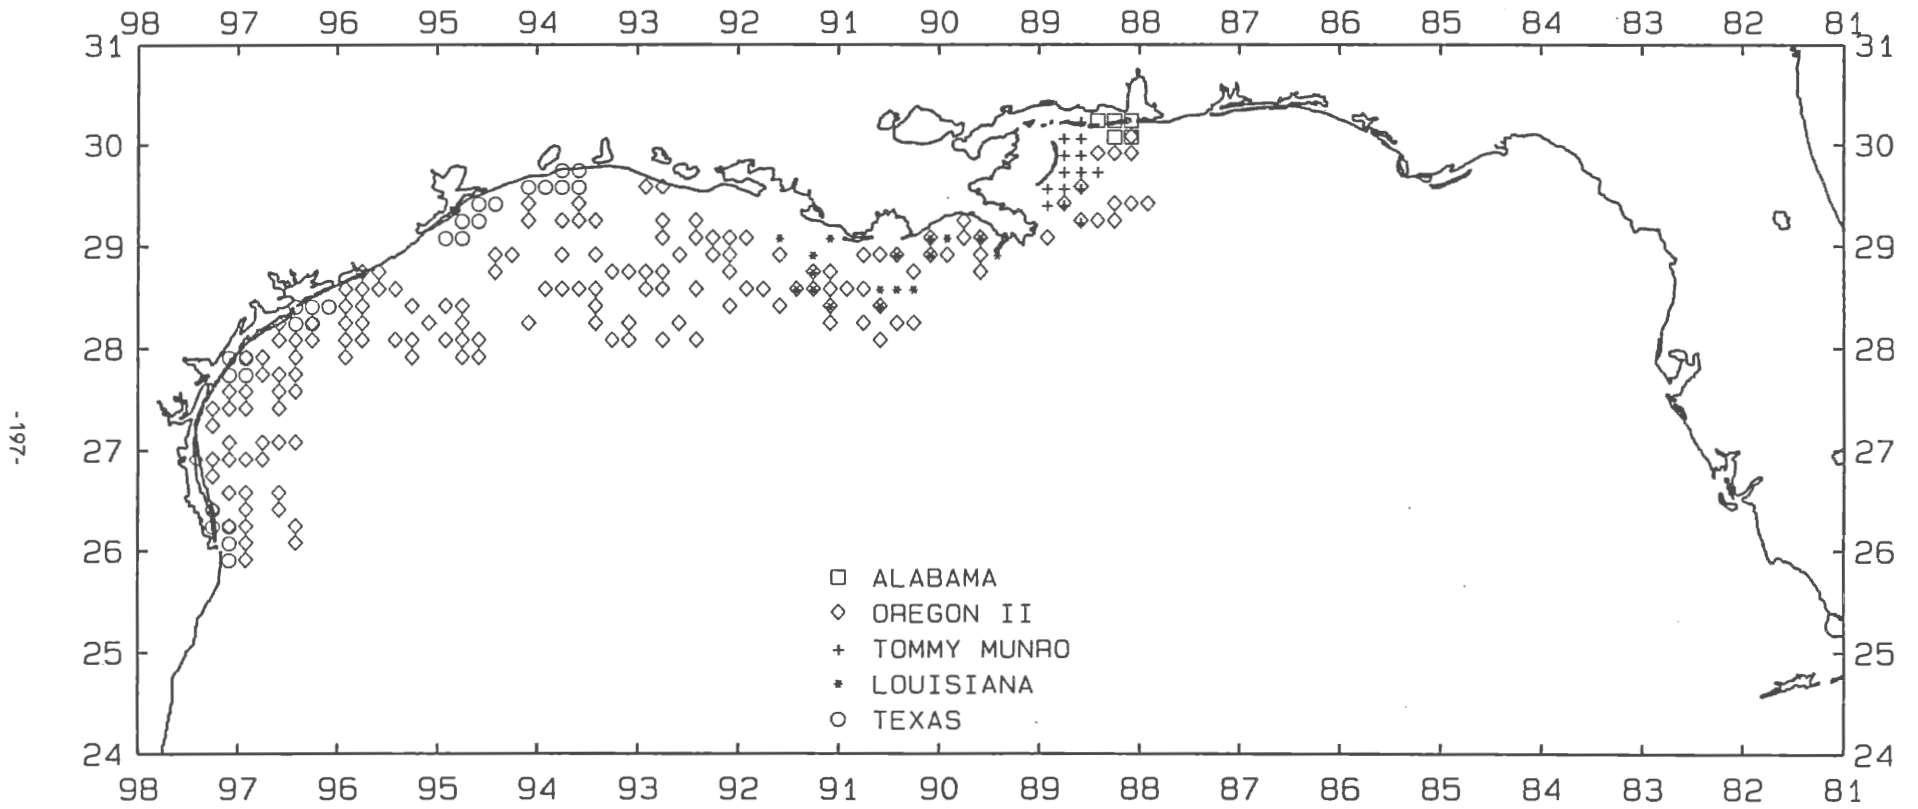 98 97 96 95 94 93 92 91 90 89 88 87 86 85 84 83 82 81
31 31
30 30
29 29
28 28
27 27
26 26
25 25
24 24
98 97 96 95 94 93 92 91 90 89 88 87 86 85 84 83 82 81
ALABAMA
OREGON II
TOMMY MUNRO
LOUISIANA
TEXAS
-197-